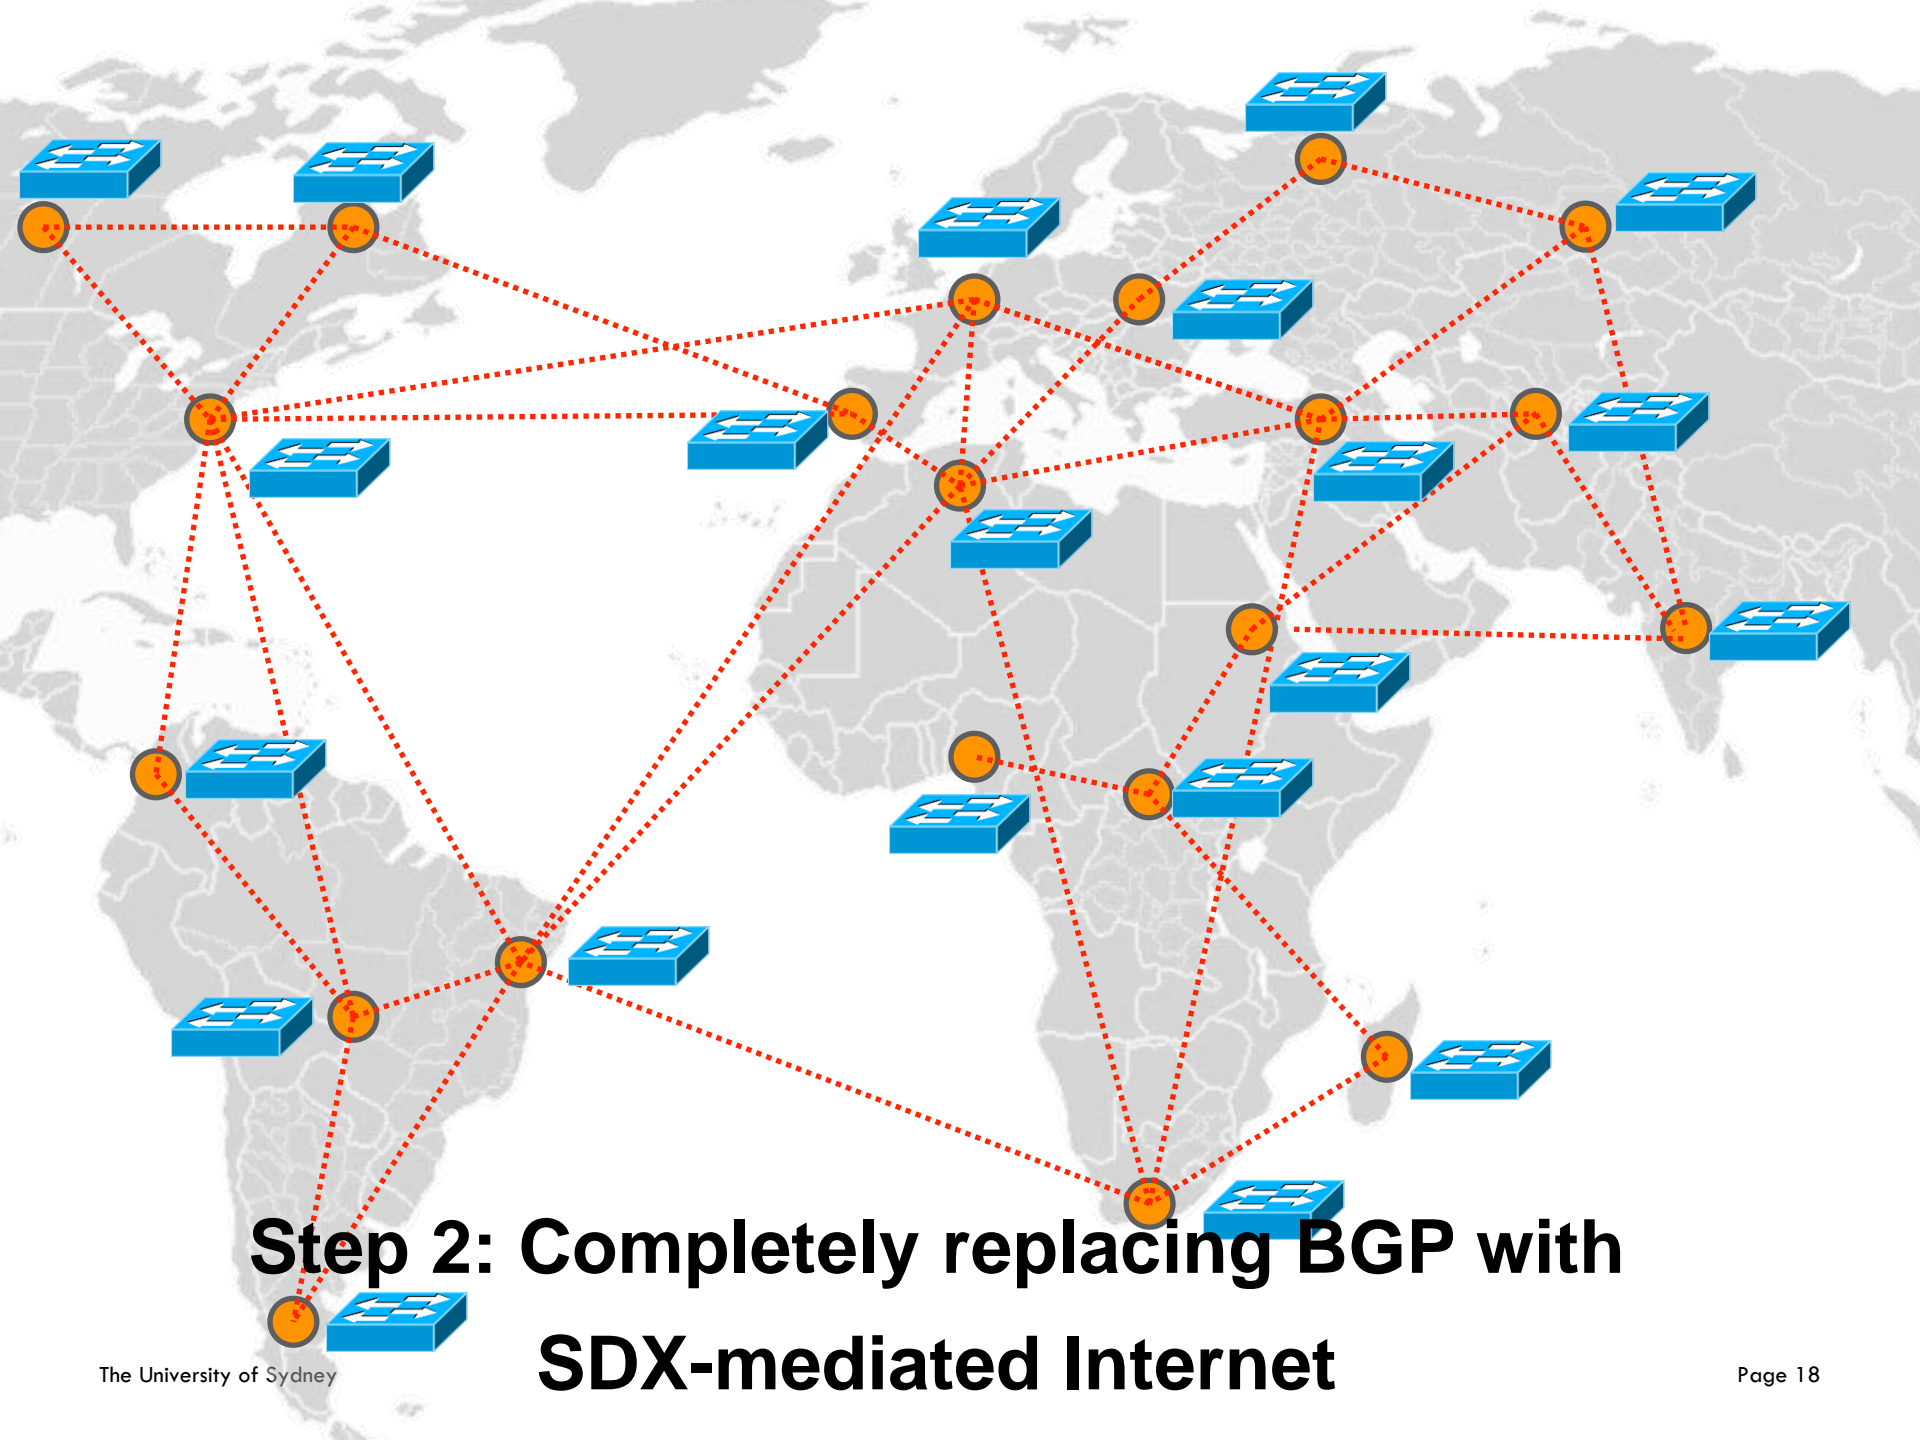 Step 2: Completely replacing BGP with
SDX-mediated Internet
The University of Sydney
Page 18